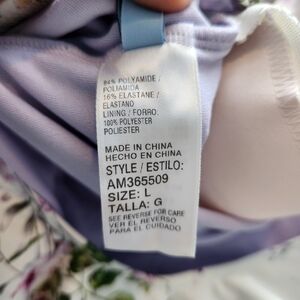 84% POLYAMIDE /
POLIAMIDA
16% ELASTANE /
ELASTANO
LINING / FORRO:
100% POLYESTER
POLIESTER
MADE IN CHINA
HECHO EN CHINA
STYLE / ESTILO:
AM365509
SIZE: L
TALLA: G
SEE REVERSE FOR CARE
VER EL REVERSO
PARA EL CUIDADO